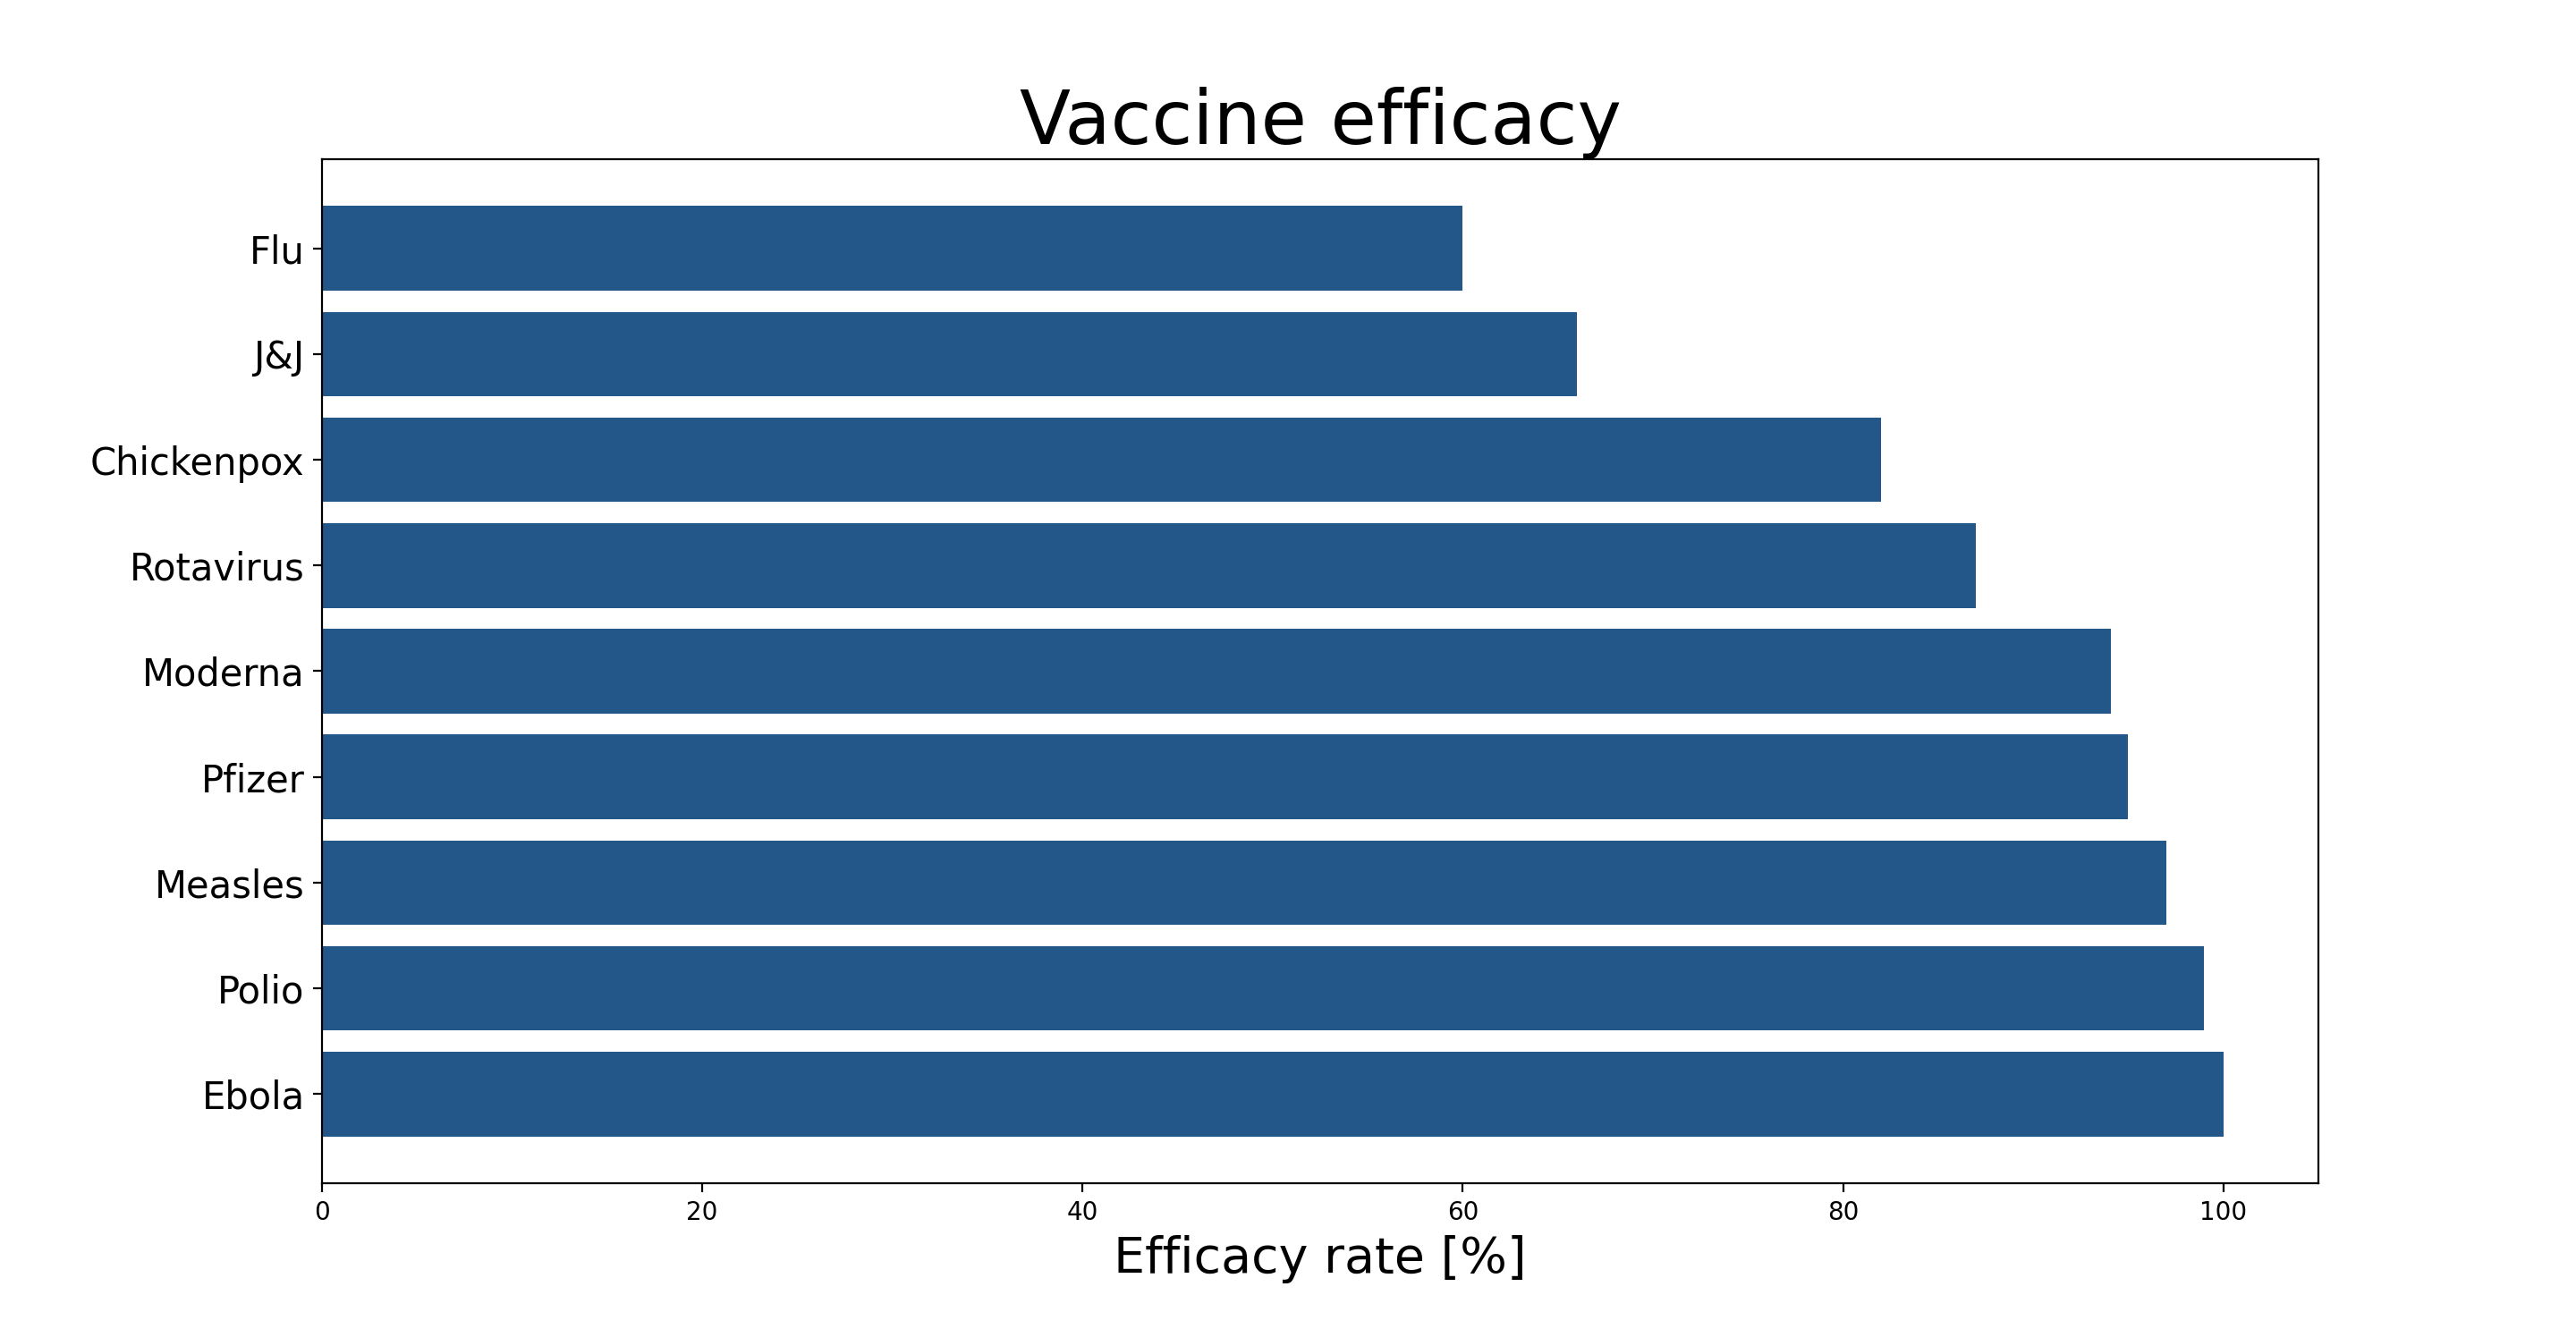 Vaccine efficacy
Flu
J&J
Chickenpox
Rotavirus
Moderna
Pfizer
Measles
Polio
Ebola
0 20 40 60 80 100
Efficacy rate [%]